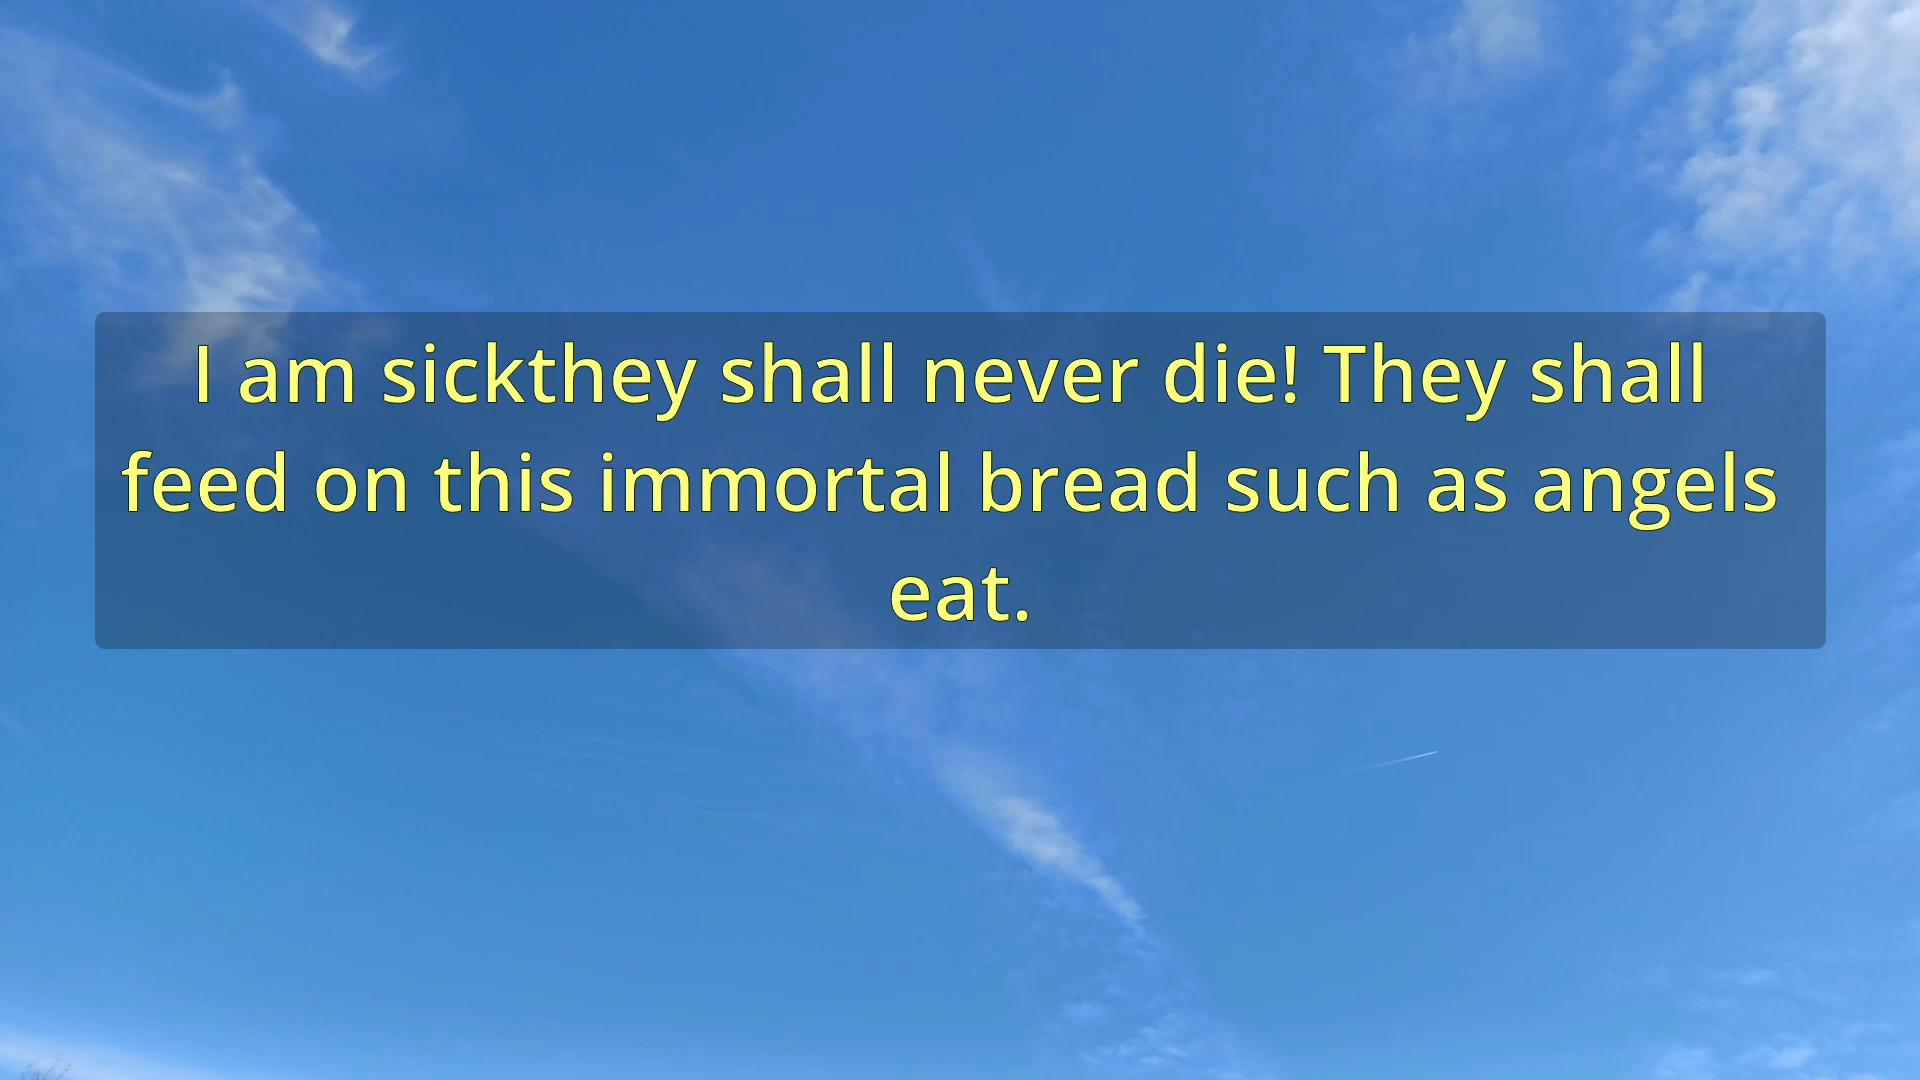 I am sickthey shall never die! They shall
feed on this immortal bread such as angels
eat.